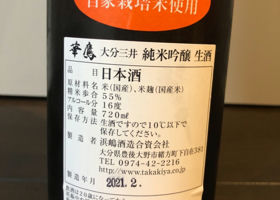 自家栽培米使用
華鷹 大分三井 純米吟醸 生酒
品目 日本酒
原材料名 米(国産)、米麹(国産米)
精米歩合 55%
アルコール分 16度
内容量 720㎖
保存方法 生酒ですので10℃以下で
保存してください。
製造者 浜嶋酒造合資会社
大分県豊後大野市緒方町下自在381
TEL 0974-42-2216
http://www.takakiya.co.jp
製造年月 2021.2.